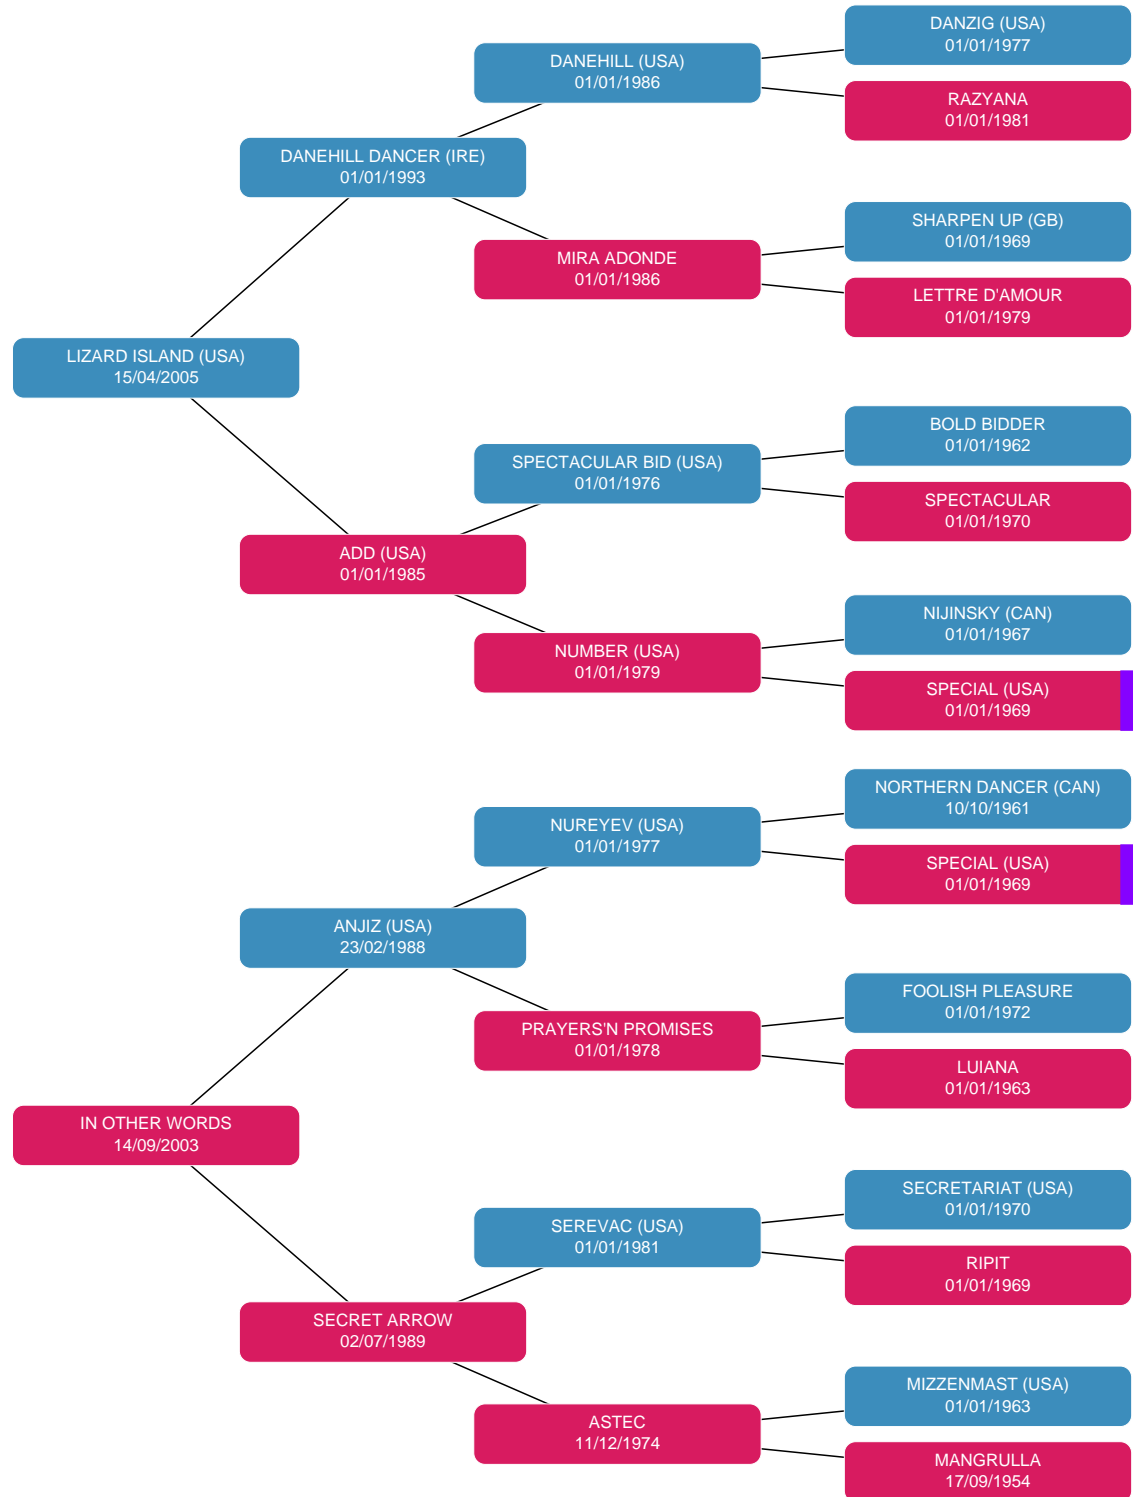 DANZIG (USA)
01/01/1977
DANEHILL (USA)
01/01/1986
RAZYANA
01/01/1981
DANEHILL DANCER (IRE)
01/01/1993
SHARPEN UP (GB)
01/01/1969
MIRA ADONDE
01/01/1986
LETTRE D'AMOUR
01/01/1979
LIZARD ISLAND (USA)
15/04/2005
BOLD BIDDER
01/01/1962
SPECTACULAR BID (USA)
01/01/1976
SPECTACULAR
01/01/1970
ADD (USA)
01/01/1985
NIJINSKY (CAN)
01/01/1967
NUMBER (USA)
01/01/1979
SPECIAL (USA)
01/01/1969
NORTHERN DANCER (CAN)
10/10/1961
NUREYEV (USA)
01/01/1977
SPECIAL (USA)
01/01/1969
ANJIZ (USA)
23/02/1988
FOOLISH PLEASURE
01/01/1972
PRAYERS'N PROMISES
01/01/1978
LUIANA
01/01/1963
IN OTHER WORDS
14/09/2003
SECRETARIAT (USA)
01/01/1970
SEREVAC (USA)
01/01/1981
RIPIT
01/01/1969
SECRET ARROW
02/07/1989
MIZZENMAST (USA)
01/01/1963
ASTEC
11/12/1974
MANGRULLA
17/09/1954